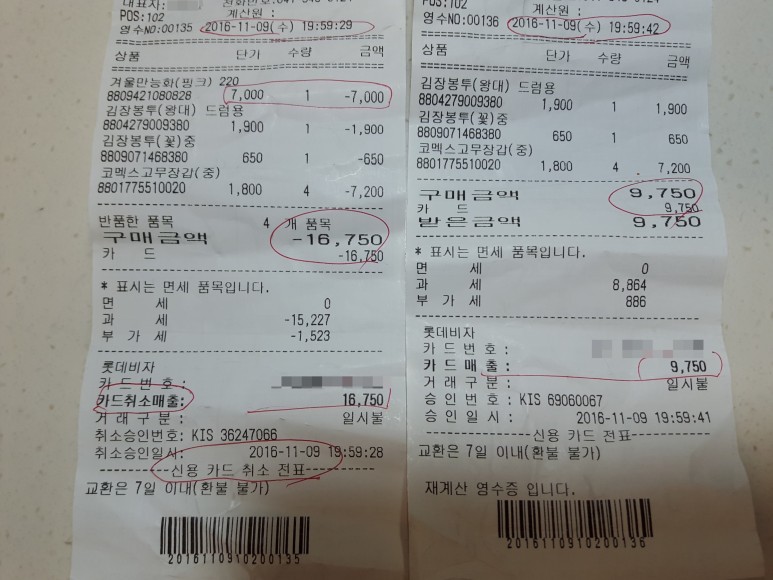 대표자:
POS:102
계산원 :
영수NO:00135 2016-11-09(수) 19:59:29
상품 단가 수량 금액
겨울만능화(핑크) 220
8809421080828 7,000 1 -7,000
김장봉투(왕대) 드럼용
8804279009380 1,900 1 -1,900
김장봉투(꽃)중
8809071468380 650 1 -650
코멕스고무장갑(중)
8801775510020 1,800 4 -7,200
반품한 품목 4 개 품목
구매금액 -16,750
카 드 -16,750
* 표시는 면세 품목입니다.
면 세 0
과 세 -15,227
부 가 세 -1,523
롯데비자
카 드 번 호 :
카드취소매출: 16,750
거 래 구 분 : 일시불
취소승인번호: KIS 36247066
취소승인일시: 2016-11-09 19:59:28
-----------신용 카드 취소 전표-----------
교환은 7일 이내(환불 불가)
2016110910200135
POS:102
계산원 :
영수NO:00136 2016-11-09(수) 19:59:42
상품 단가 수량 금액
김장봉투(왕대) 드럼용
8804279009380 1,900 1 1,900
김장봉투(꽃)중
8809071468380 650 1 650
코멕스고무장갑(중)
8801775510020 1,800 4 7,200
구매금액 9,750
카 드 9,750
받은금액 9,750
* 표시는 면세 품목입니다.
면 세 0
과 세 8,864
부 가 세 886
롯데비자
카 드 번 호 :
카 드 매 출 : 9,750
거 래 구 분 : 일시불
승 인 번 호 : KIS 69060067
승 인 일 시 : 2016-11-09 19:59:41
-----------신용 카드 전표-----------
교환은 7일 이내(환불 불가)
재계산 영수증 입니다.
2016110910200136